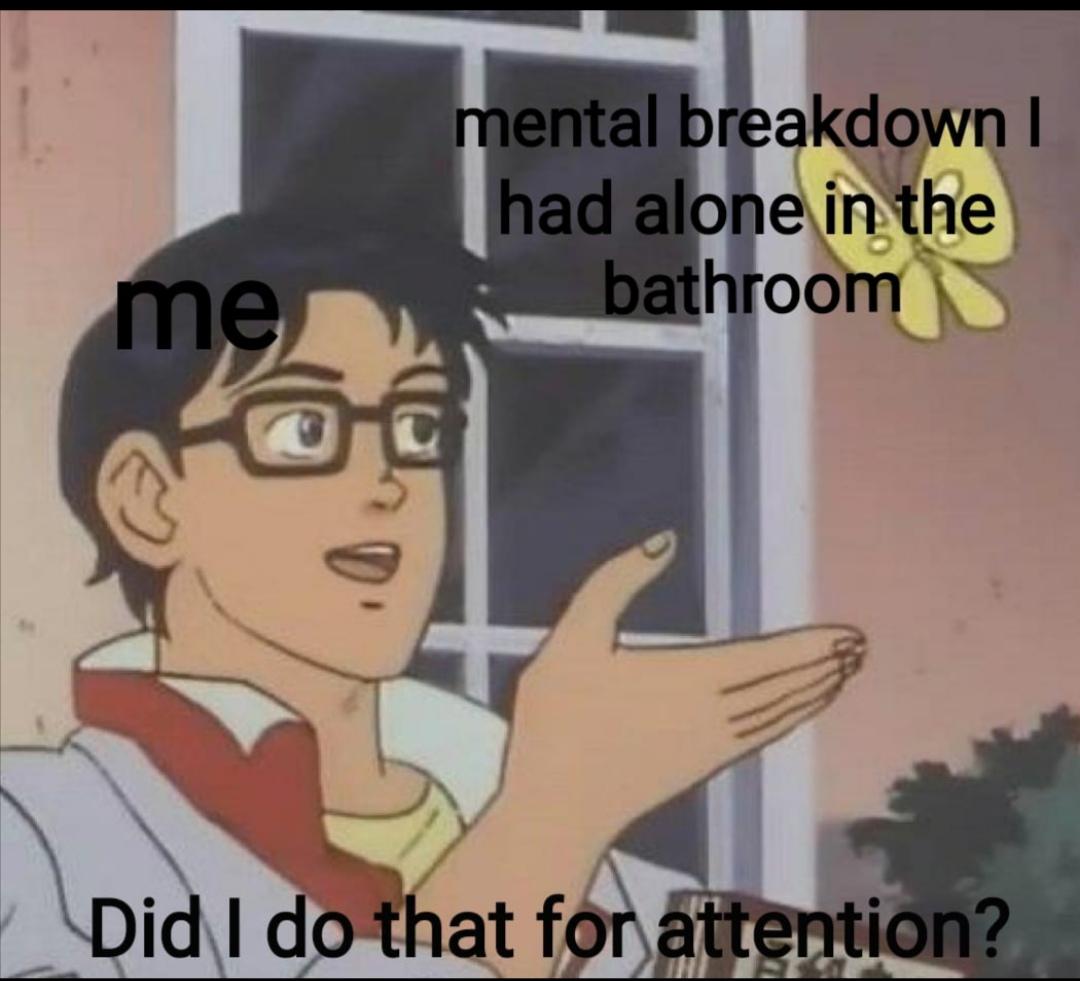 mental breakdown I
had alone in the
bathroom
me
Did I do that for attention?